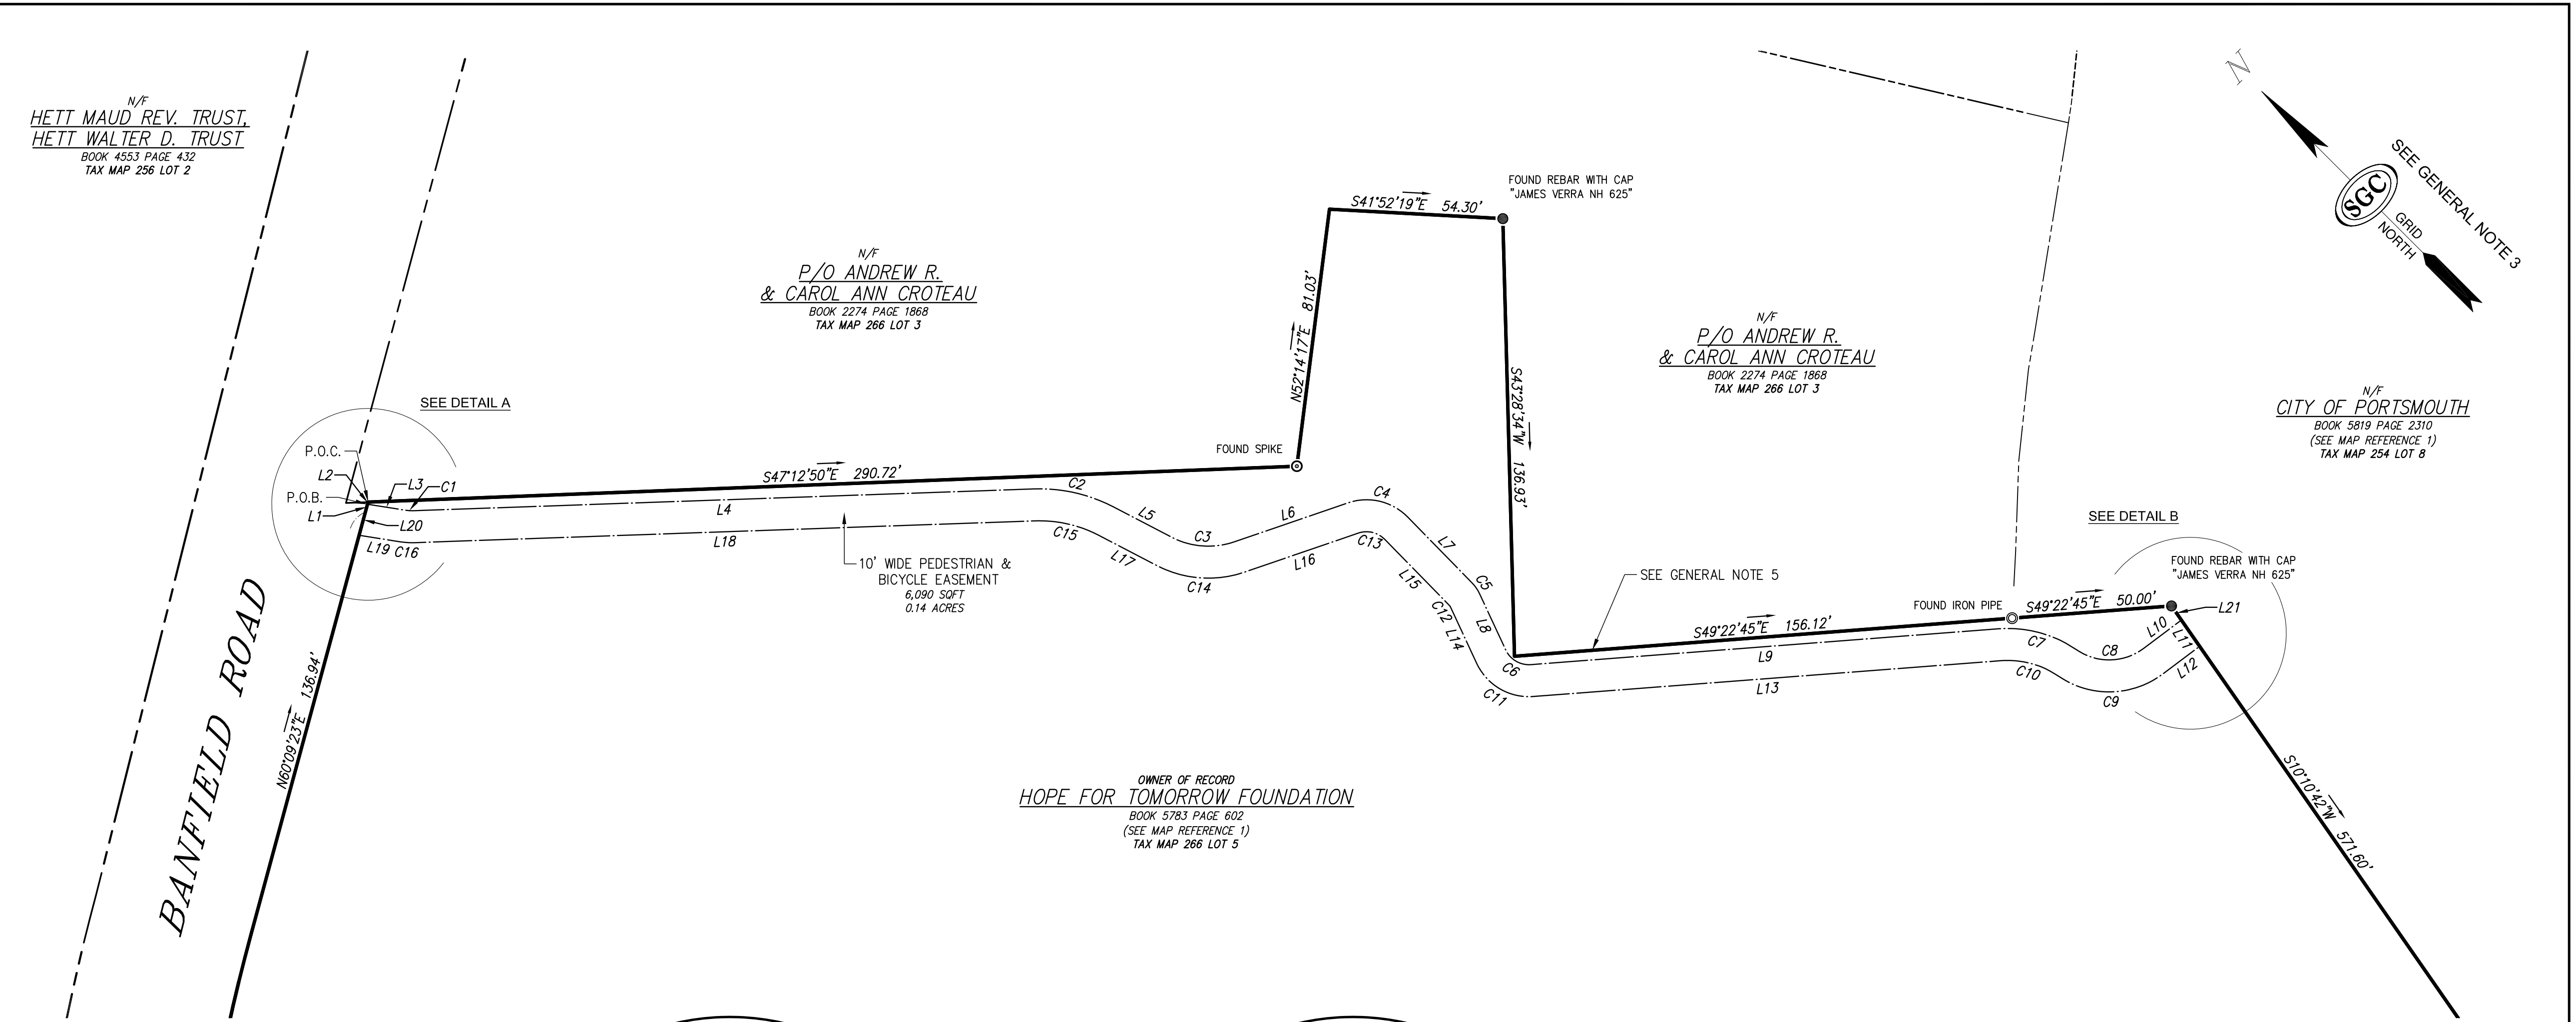 N/F
HETT MAUD REV. TRUST,
HETT WALTER D. TRUST
BOOK 4553 PAGE 432
TAX MAP 256 LOT 2
N/F
P/O ANDREW R.
& CAROL ANN CROTEAU
BOOK 2274 PAGE 1868
TAX MAP 266 LOT 3
S41°52'19"E 54.30'
FOUND REBAR WITH CAP
"JAMES VERRA NH 625"
N52°14'17"E 81.03'
S43°28'34"W 136.93'
N/F
P/O ANDREW R.
& CAROL ANN CROTEAU
BOOK 2274 PAGE 1868
TAX MAP 266 LOT 3
N
SGC
GRID
NORTH
SEE GENERAL NOTE 3
N/F
CITY OF PORTSMOUTH
BOOK 5819 PAGE 2310
(SEE MAP REFERENCE 1)
TAX MAP 254 LOT 8
SEE DETAIL A
P.O.C.
L2
P.O.B.
L1
L3
C1
L20
L19
C16
S47°12'50"E 290.72'
FOUND SPIKE
L4
C2
L5
C3
L6
C4
L7
C5
L8
C6
L18
C15
L17
C14
L16
C13
L15
C12
L14
C11
10' WIDE PEDESTRIAN &
BICYCLE EASEMENT
6,090 SQFT
0.14 ACRES
SEE GENERAL NOTE 5
S49°22'45"E 156.12'
L9
L13
FOUND IRON PIPE
S49°22'45"E 50.00'
SEE DETAIL B
FOUND REBAR WITH CAP
"JAMES VERRA NH 625"
L21
L10
L11
L12
C7
C8
C10
C9
BANFIELD ROAD
N60°09'23"E 136.94'
S10°10'42"W 571.60'
OWNER OF RECORD
HOPE FOR TOMORROW FOUNDATION
BOOK 5783 PAGE 602
(SEE MAP REFERENCE 1)
TAX MAP 266 LOT 5